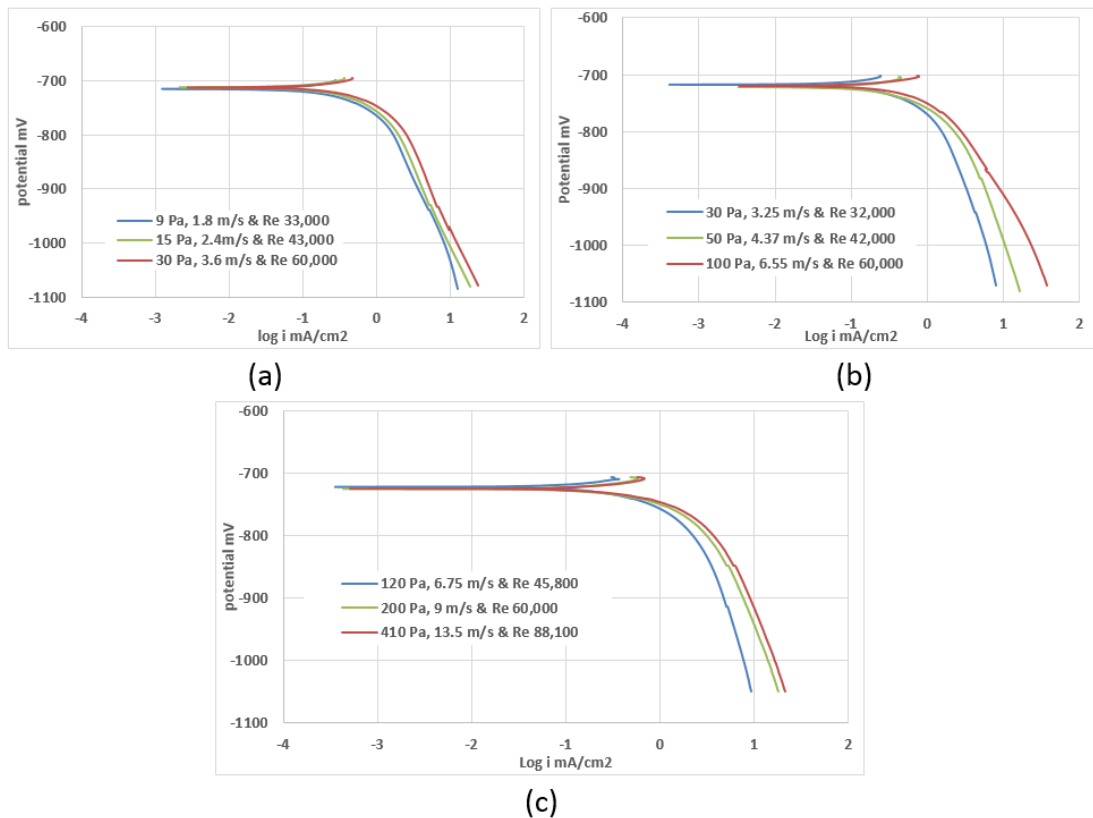 -600
-700
-800
-900
-1000
-1100
potential mV
9 Pa, 1.8 m/s & Re 33,000
15 Pa, 2.4m/s & Re 43,000
30 Pa, 3.6 m/s & Re 60,000
-4 -3 -2 -1 0 1 2
log i mA/cm2
(a)
-600
-700
-800
-900
-1000
-1100
Potential mV
30 Pa, 3.25 m/s & Re 32,000
50 Pa, 4.37 m/s & Re 42,000
100 Pa, 6.55 m/s & Re 60,000
-4 -3 -2 -1 0 1 2
Log i mA/cm2
(b)
-600
-700
-800
-900
-1000
-1100
potential mV
120 Pa, 6.75 m/s & Re 45,800
200 Pa, 9 m/s & Re 60,000
410 Pa, 13.5 m/s & Re 88,100
-4 -3 -2 -1 0 1 2
Log i mA/cm2
(c)